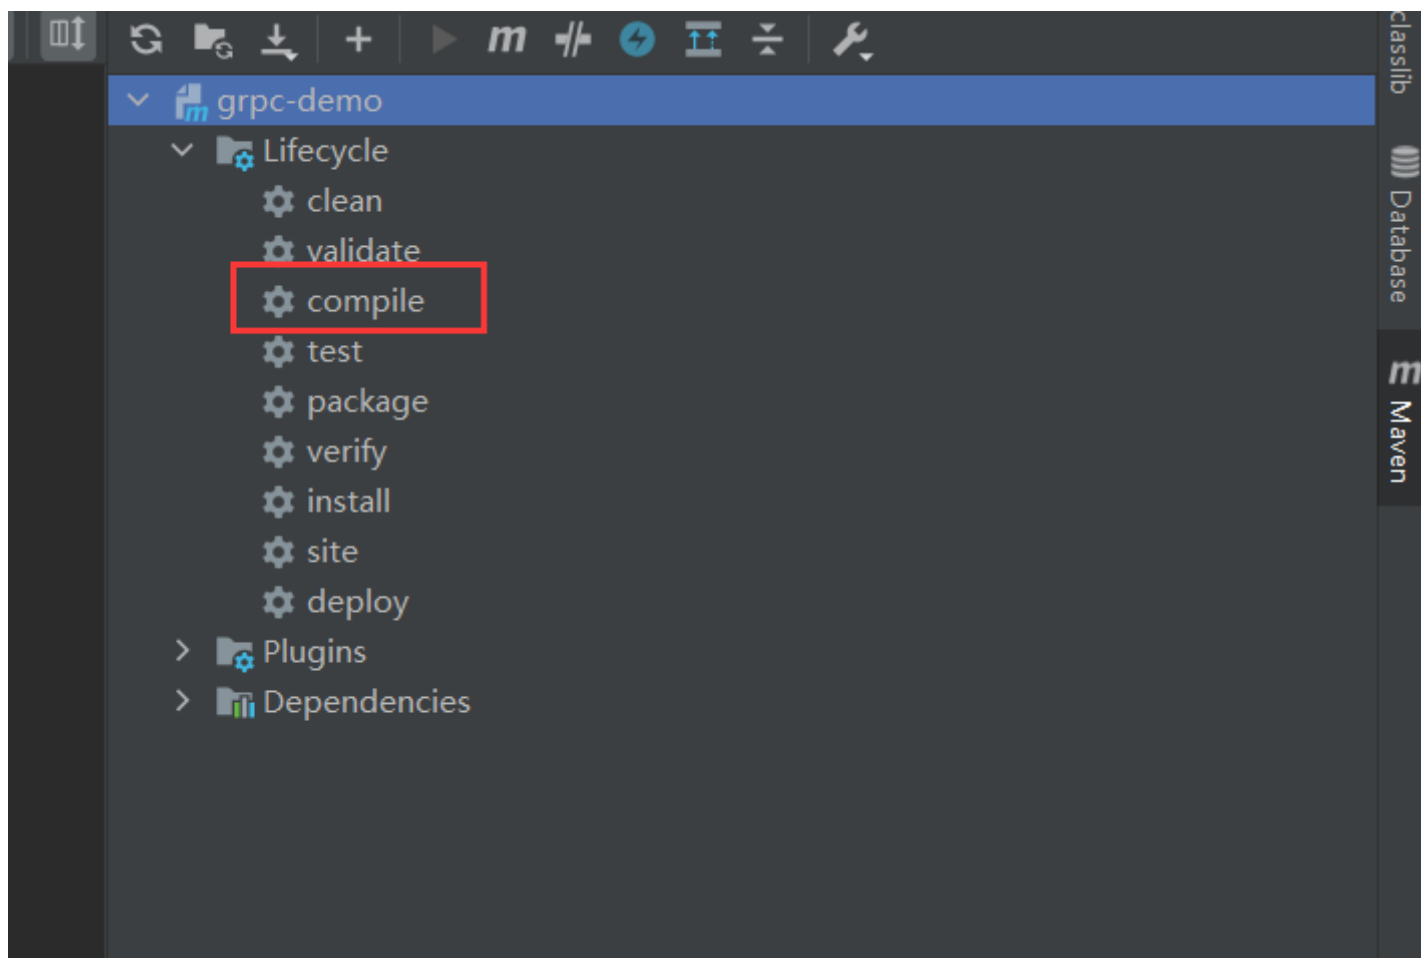 grpc-demo
Lifecycle
clean
validate
compile
test
package
verify
install
site
deploy
Plugins
Dependencies
classlib
Database
m Maven